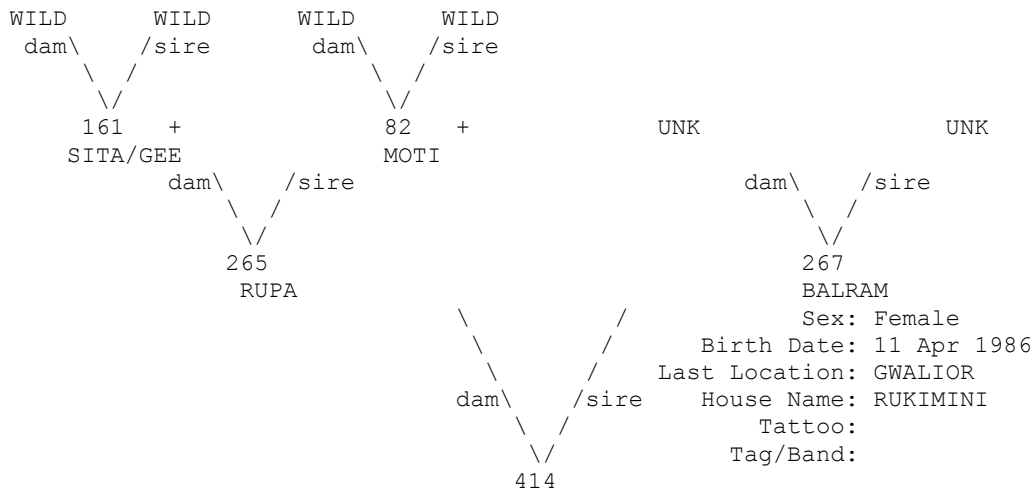 WILD WILD WILD WILD
dam\ /sire dam\ /sire
\ / \ /
\/ \/
161 + 82 + UNK UNK
SITA/GEE MOTI
dam\ /sire dam\ /sire
\ / \ /
\/ \/
265 267
RUPA BALRAM
\ / Sex: Female
\ / Birth Date: 11 Apr 1986
\ / Last Location: GWALIOR
dam\ /sire House Name: RUKIMINI
\ / Tattoo:
\/ Tag/Band:
414